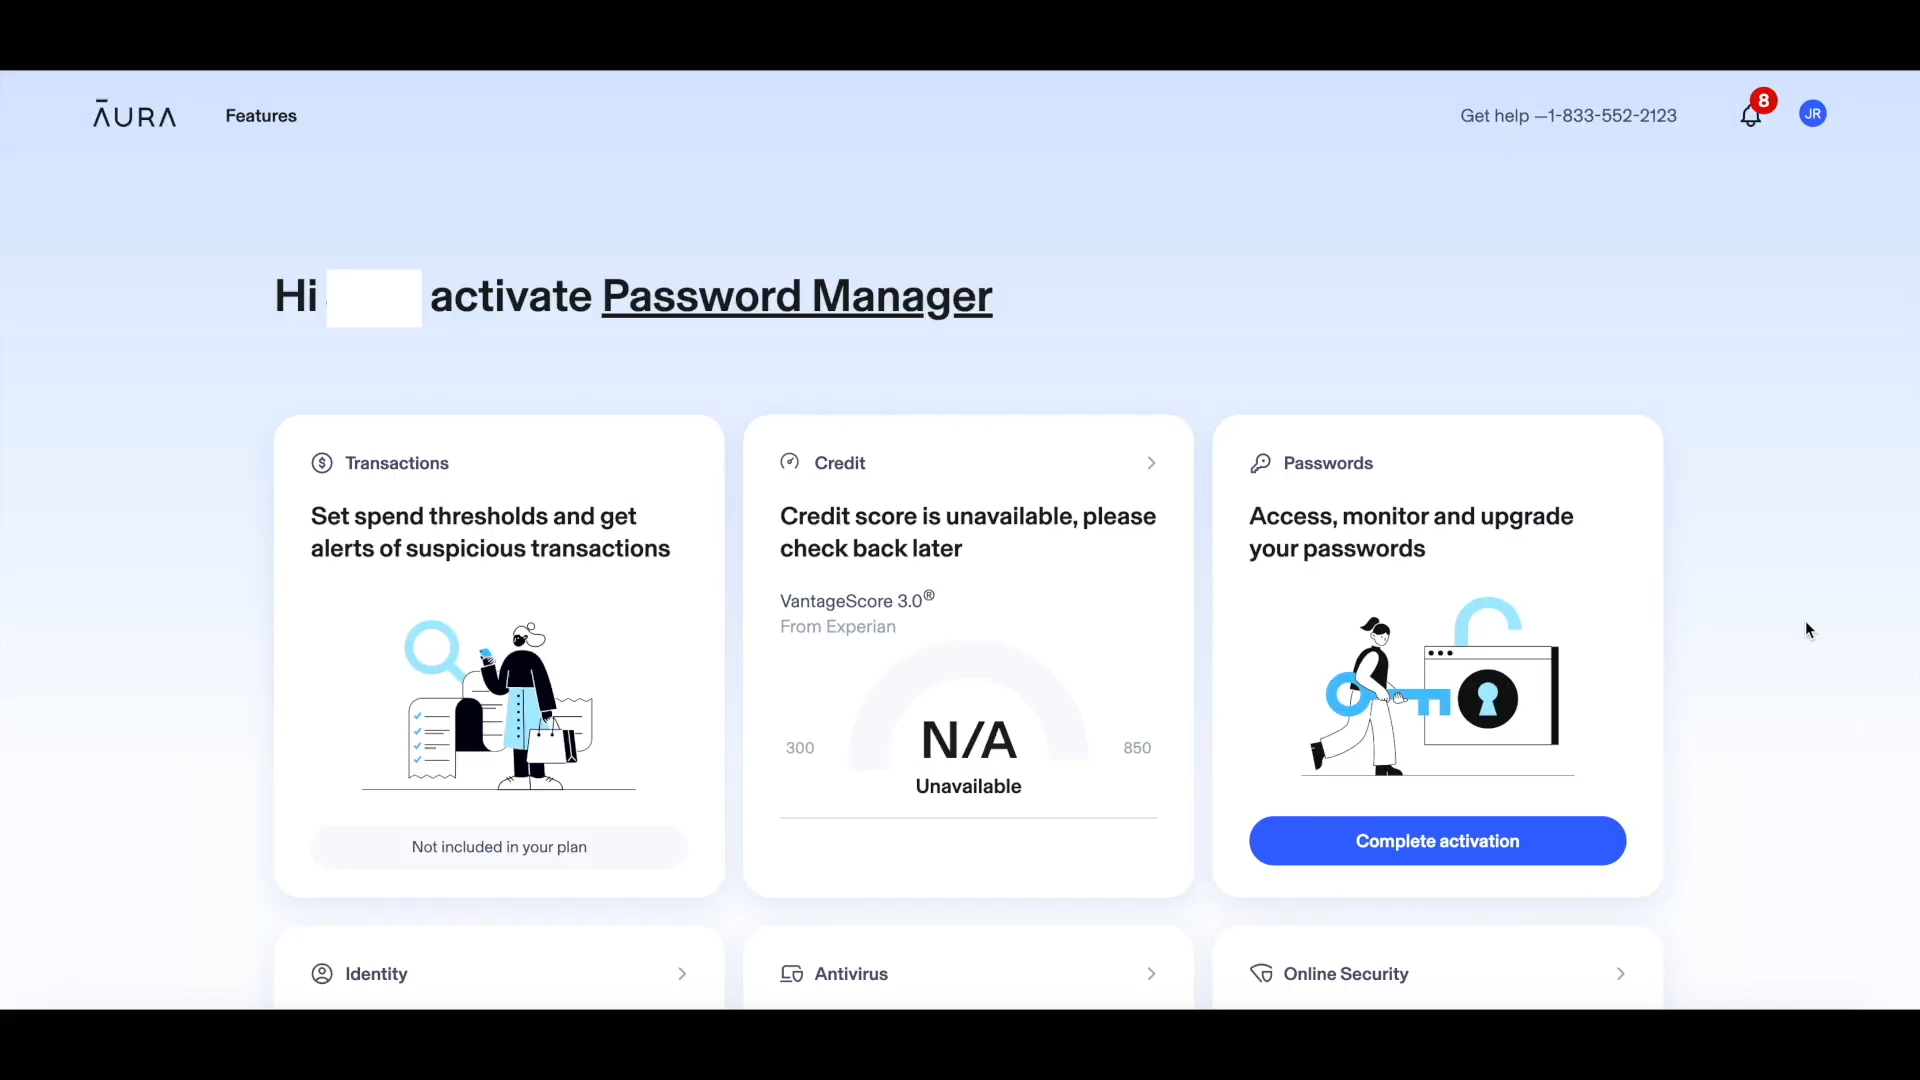 ĀURA
Features
Get help —1-833-552-2123
8
JR
Hi activate Password Manager
Transactions
Set spend thresholds and get
alerts of suspicious transactions
Not included in your plan
Credit
Credit score is unavailable, please
check back later
VantageScore 3.0®
From Experian
300
N/A
850
Unavailable
Passwords
Access, monitor and upgrade
your passwords
Complete activation
Identity
Antivirus
Online Security